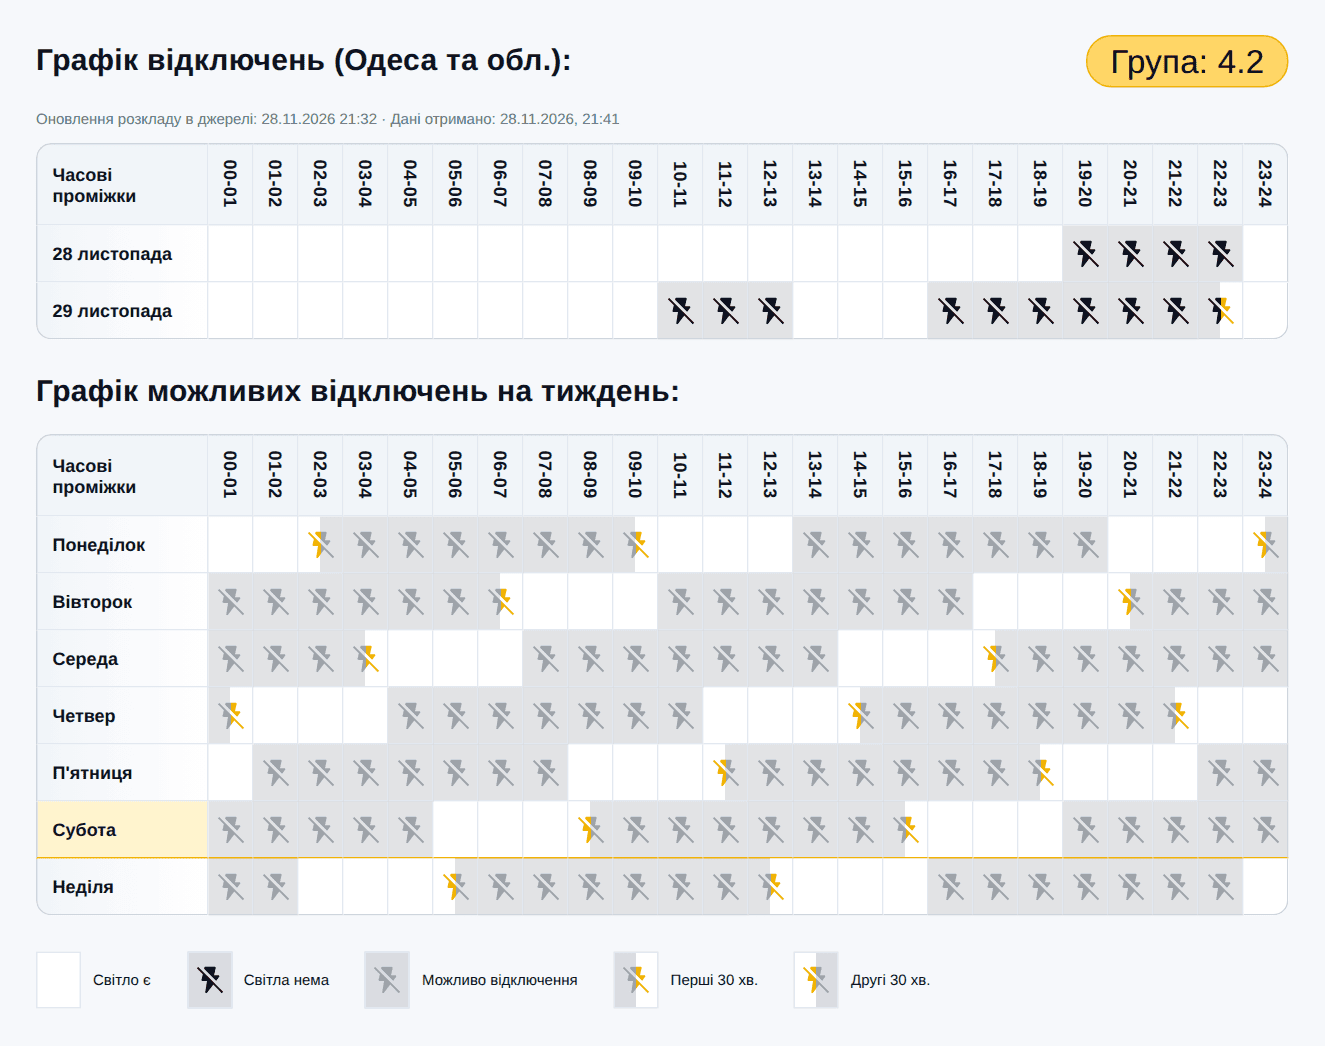 Графік відключень (Одеса та обл.):
Група: 4.2
Оновлення розкладу в джерелі: 28.11.2026 21:32 · Дані отримано: 28.11.2026, 21:41
Часові проміжки 00-01 01-02 02-03 03-04 04-05 05-06 06-07 07-08 08-09 09-10 10-11 11-12 12-13 13-14 14-15 15-16 16-17 17-18 18-19 19-20 20-21 21-22 22-23 23-24
28 листопада
29 листопада
Графік можливих відключень на тиждень:
Часові проміжки 00-01 01-02 02-03 03-04 04-05 05-06 06-07 07-08 08-09 09-10 10-11 11-12 12-13 13-14 14-15 15-16 16-17 17-18 18-19 19-20 20-21 21-22 22-23 23-24
Понеділок
Вівторок
Середа
Четвер
П'ятниця
Субота
Неділя
Світло є Світла нема Можливо відключення Перші 30 хв. Другі 30 хв.